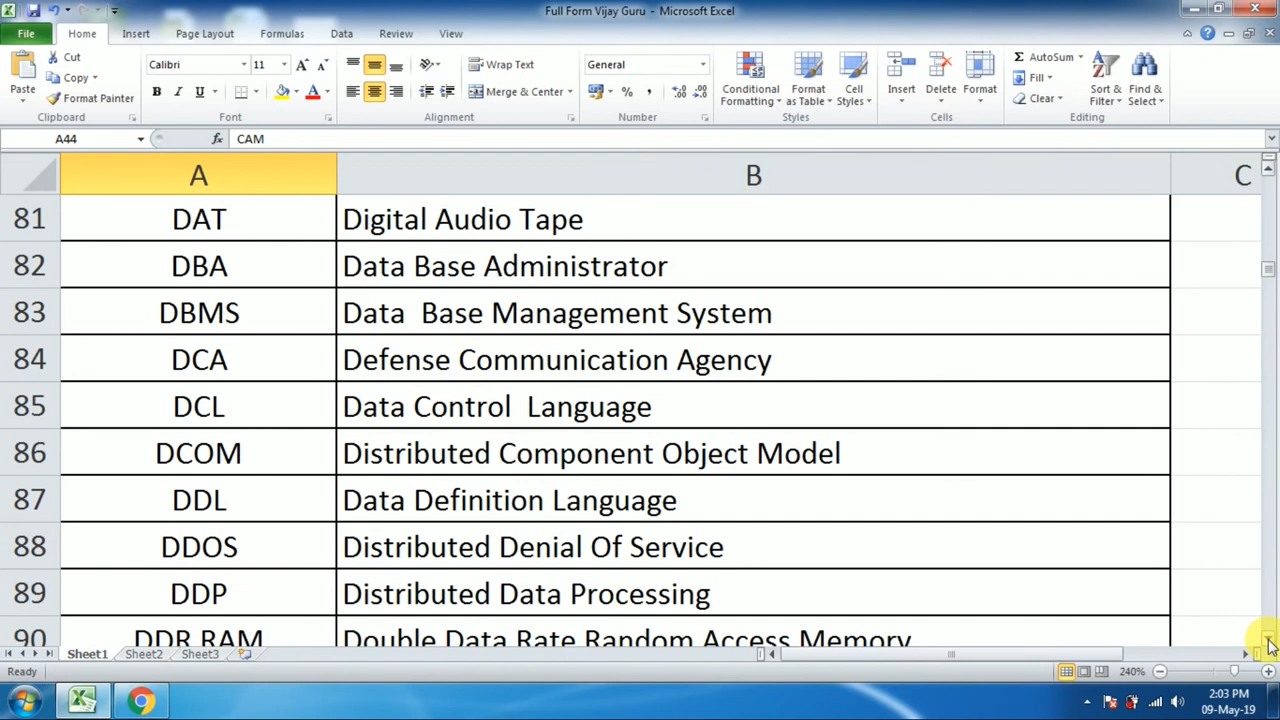 Full Form Vijay Guru - Microsoft Excel
File Home Insert Page Layout Formulas Data Review View
Cut
Copy
Format Painter
Paste
Calibri 11
B I U
Wrap Text
Merge & Center
General
Conditional Formatting
Format as Table
Cell Styles
Insert Delete Format
AutoSum
Fill
Clear
Sort & Filter
Find & Select
Clipboard Font Alignment Number Styles Cells Editing
A44 fx CAM
A B C
81 DAT Digital Audio Tape
82 DBA Data Base Administrator
83 DBMS Data  Base Management System
84 DCA Defense Communication Agency
85 DCL Data Control  Language
86 DCOM Distributed Component Object Model
87 DDL Data Definition Language
88 DDOS Distributed Denial Of Service
89 DDP Distributed Data Processing
90 DDR RAM Double Data Rate Random Access Memory
Sheet1 Sheet2 Sheet3
Ready 240%
2:03 PM
09-May-19